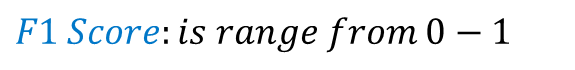 F1 Score: is range from 0 − 1